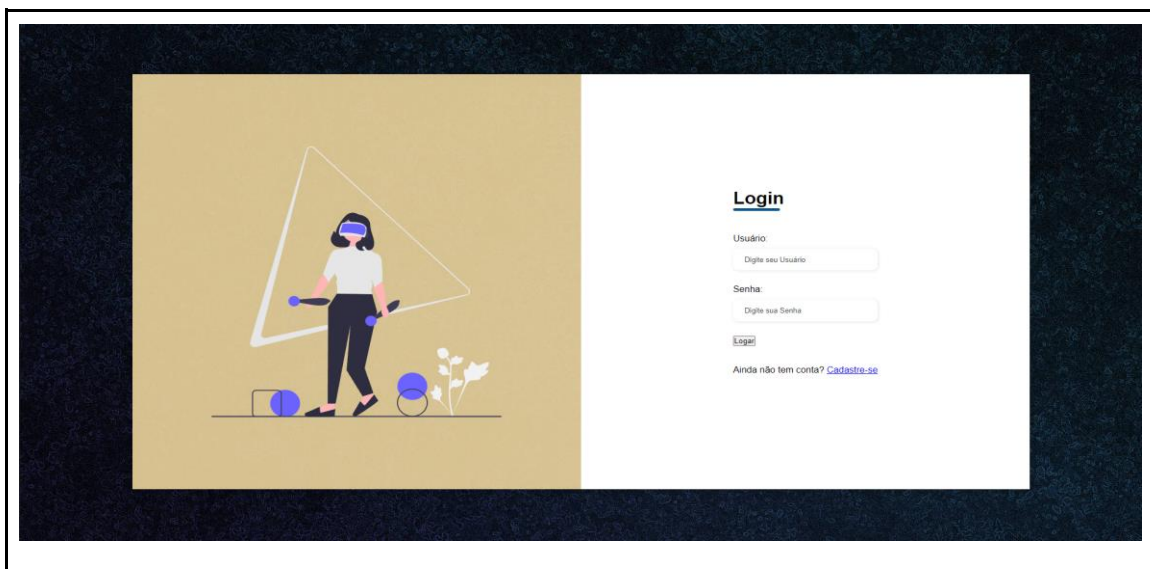 Login
Usuário:
Digite seu Usuário
Senha:
Digite sua Senha
Logar
Ainda não tem conta? Cadastre-se